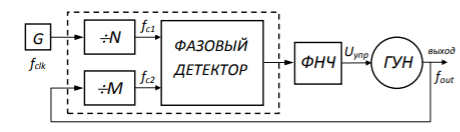 G
f_clk
÷N
f_c1
÷M
f_c2
ФАЗОВЫЙ
ДЕТЕКТОР
ФНЧ
U_упр
ГУН
выход
f_out